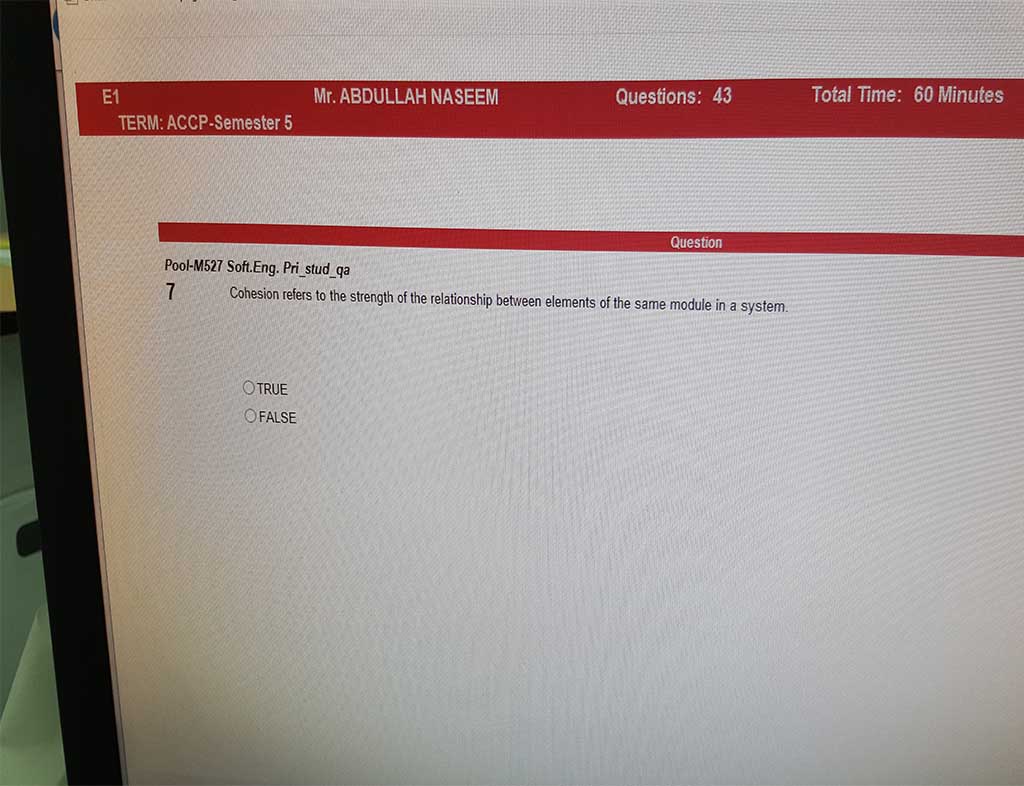 E1 Mr. ABDULLAH NASEEM Questions: 43 Total Time: 60 Minutes
TERM: ACCP-Semester 5
Question
Pool-M527 Soft.Eng. Pri_stud_qa
7 Cohesion refers to the strength of the relationship between elements of the same module in a system.
TRUE
FALSE